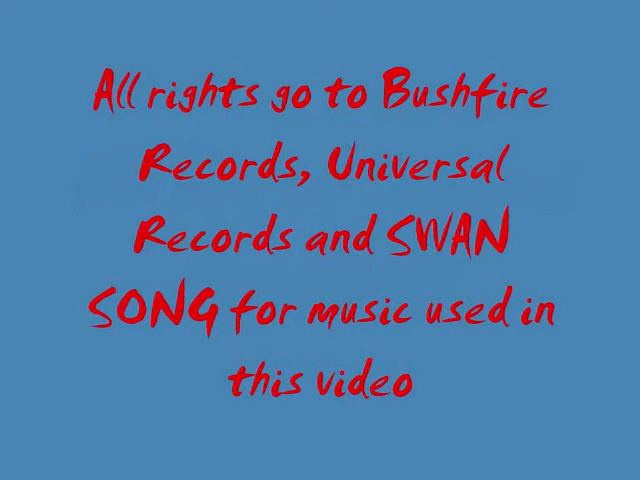 All rights go to Bushfire
Records, Universal
Records and SWAN
SONG for music used in
this video